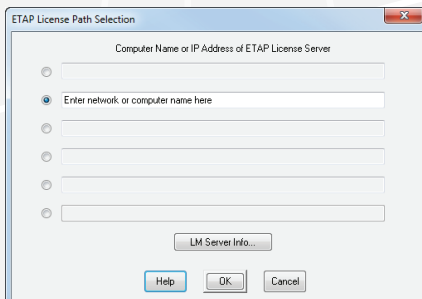 ETAP License Path Selection
Computer Name or IP Address of ETAP License Server
Enter network or computer name here
LM Server Info...
Help OK Cancel